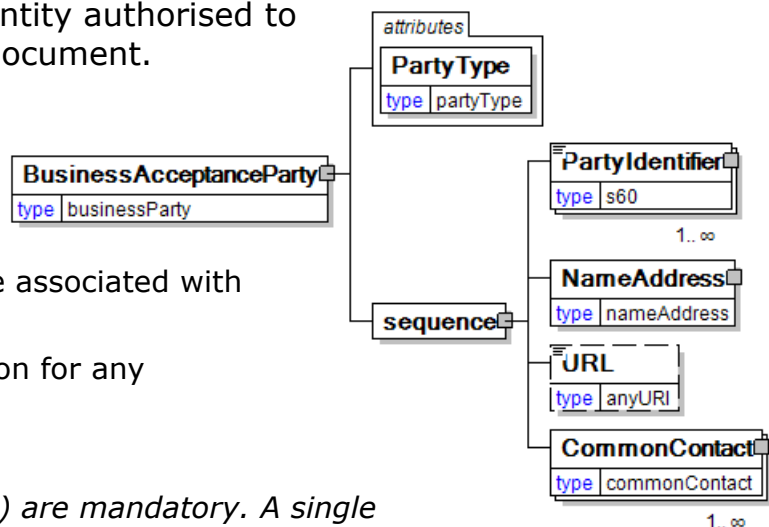 ntity authorised to
ocument.
attributes
PartyType
type partyType
BusinessAcceptanceParty
type businessParty
PartyIdentifier
type s60
1.. ∞
e associated with
NameAddress
type nameAddress
sequence
on for any
URL
type anyURI
CommonContact
type commonContact
) are mandatory. A single
1.. ∞